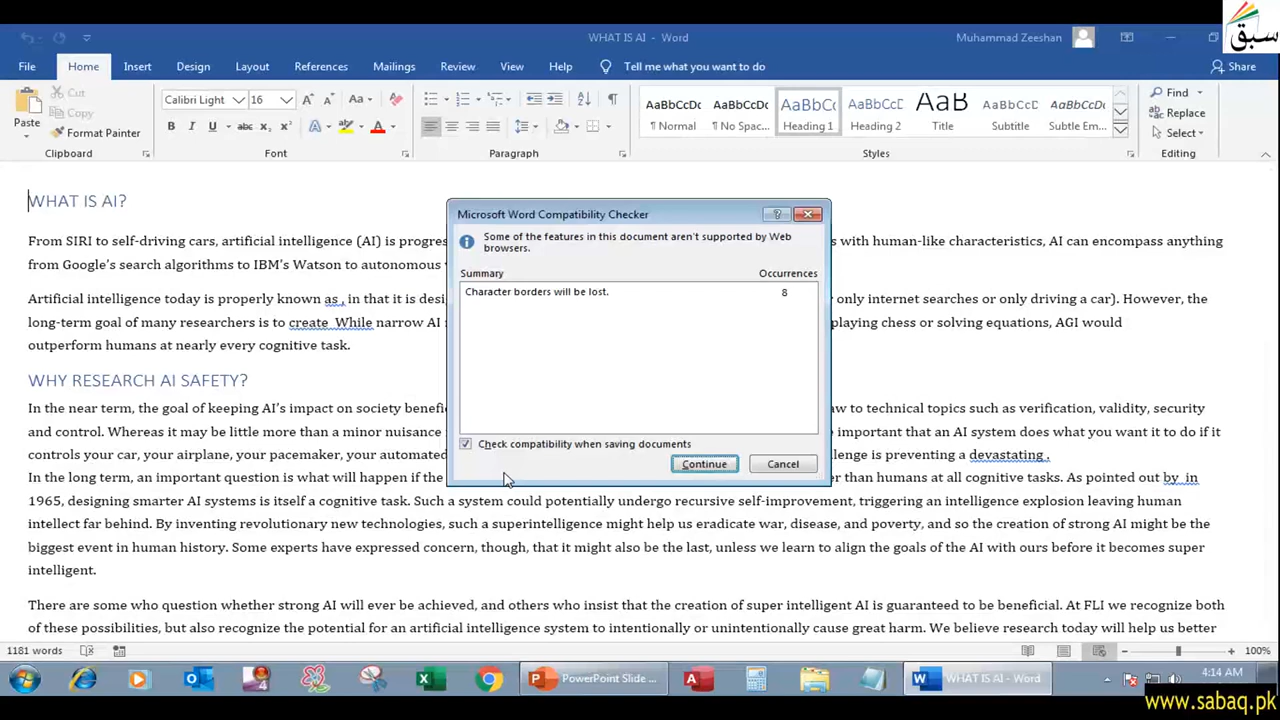 سبق
WHAT IS AI - Word
Muhammad Zeeshan
File Home Insert Design Layout References Mailings Review View Help Tell me what you want to do Share
Paste
Cut
Copy
Format Painter
Clipboard
Calibri Light 16
Font
Paragraph
AaBbCcDc AaBbCcDc AaBbCc AaBbCcD AaB AaBbCcD AaBbCcDc
¶ Normal ¶ No Spac... Heading 1 Heading 2 Title Subtitle Subtle Em...
Styles
Find
Replace
Select
Editing
WHAT IS AI?
From SIRI to self-driving cars, artificial intelligence (AI) is progres
s with human-like characteristics, AI can encompass anything
from Google's search algorithms to IBM's Watson to autonomous
Artificial intelligence today is properly known as , in that it is desi
only internet searches or only driving a car). However, the
long-term goal of many researchers is to create While narrow AI
playing chess or solving equations, AGI would
outperform humans at nearly every cognitive task.
WHY RESEARCH AI SAFETY?
In the near term, the goal of keeping AI's impact on society benefi
aw to technical topics such as verification, validity, security
and control. Whereas it may be little more than a minor nuisance
important that an AI system does what you want it to do if it
controls your car, your airplane, your pacemaker, your automated
llenge is preventing a devastating .
In the long term, an important question is what will happen if the
er than humans at all cognitive tasks. As pointed out by in
1965, designing smarter AI systems is itself a cognitive task. Such a system could potentially undergo recursive self-improvement, triggering an intelligence explosion leaving human
intellect far behind. By inventing revolutionary new technologies, such a superintelligence might help us eradicate war, disease, and poverty, and so the creation of strong AI might be the
biggest event in human history. Some experts have expressed concern, though, that it might also be the last, unless we learn to align the goals of the AI with ours before it becomes super
intelligent.
There are some who question whether strong AI will ever be achieved, and others who insist that the creation of super intelligent AI is guaranteed to be beneficial. At FLI we recognize both
of these possibilities, but also recognize the potential for an artificial intelligence system to intentionally or unintentionally cause great harm. We believe research today will help us better
Microsoft Word Compatibility Checker
Some of the features in this document aren't supported by Web
browsers.
Summary Occurrences
Character borders will be lost. 8
Check compatibility when saving documents
Continue Cancel
1181 words
100%
PowerPoint Slide ...
WHAT IS AI - Word
4:14 AM
www.sabaq.pk